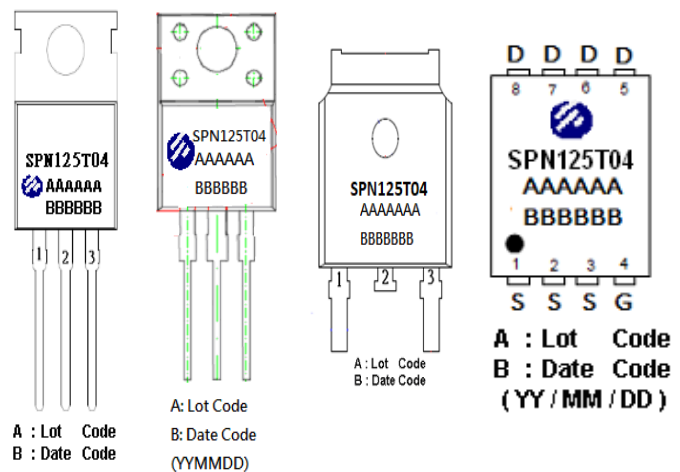 SPN125T04
AAAAAA
BBBBBB
1 2 3
A : Lot Code
B : Date Code
SPN125T04
AAAAAA
BBBBBB
A: Lot Code
B: Date Code
(YYMMDD)
SPN125T04
AAAAAAA
BBBBBBB
1 2 3
A : Lot Code
B : Date Code
D D D D
8 7 6 5
SPN125T04
AAAAAA
BBBBBB
1 2 3 4
S S S G
A : Lot Code
B : Date Code
( YY / MM / DD )